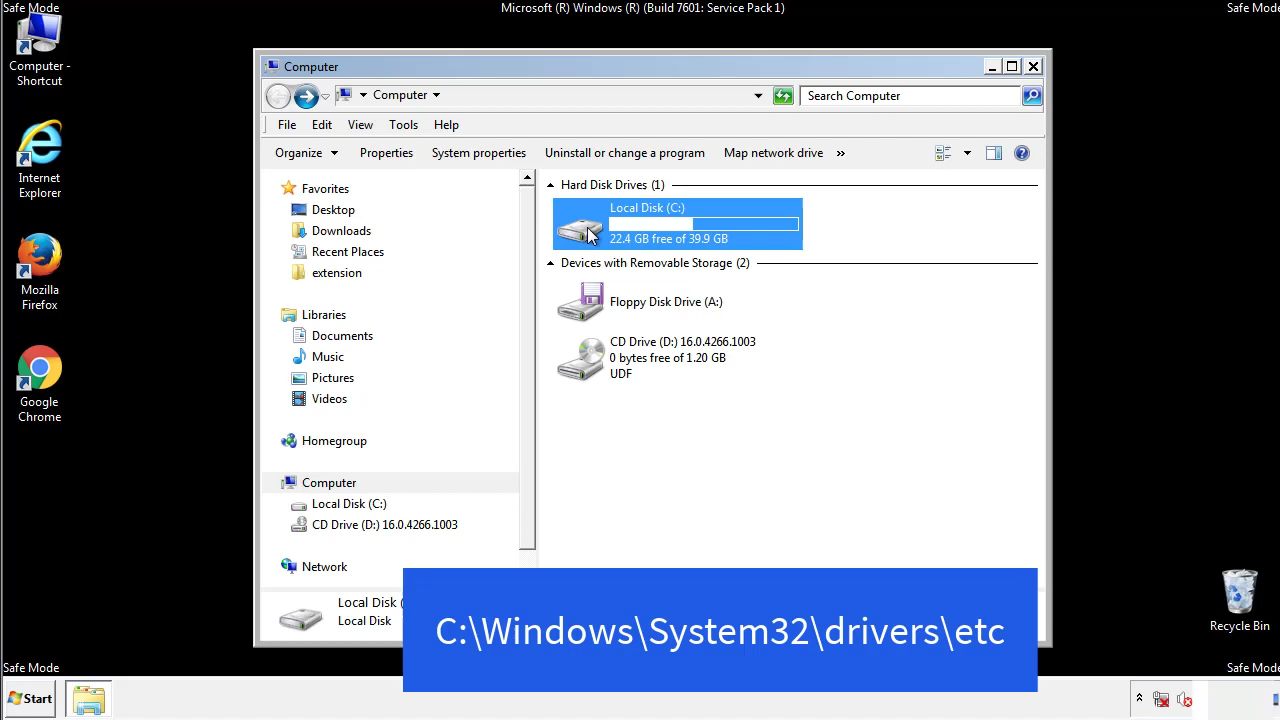 Safe Mode
Microsoft (R) Windows (R) (Build 7601: Service Pack 1)
Safe Mode
Computer -
Shortcut
Internet
Explorer
Mozilla
Firefox
Google
Chrome
Computer
Computer
Search Computer
File Edit View Tools Help
Organize Properties System properties Uninstall or change a program Map network drive »
Favorites
Desktop
Downloads
Recent Places
extension
Libraries
Documents
Music
Pictures
Videos
Homegroup
Computer
Local Disk (C:)
CD Drive (D:) 16.0.4266.1003
Network
Hard Disk Drives (1)
Local Disk (C:)
22.4 GB free of 39.9 GB
Devices with Removable Storage (2)
Floppy Disk Drive (A:)
CD Drive (D:) 16.0.4266.1003
0 bytes free of 1.20 GB
UDF
Local Disk (
Local Disk
C:\Windows\System32\drivers\etc
Recycle Bin
Safe Mode
Safe Mode
Start